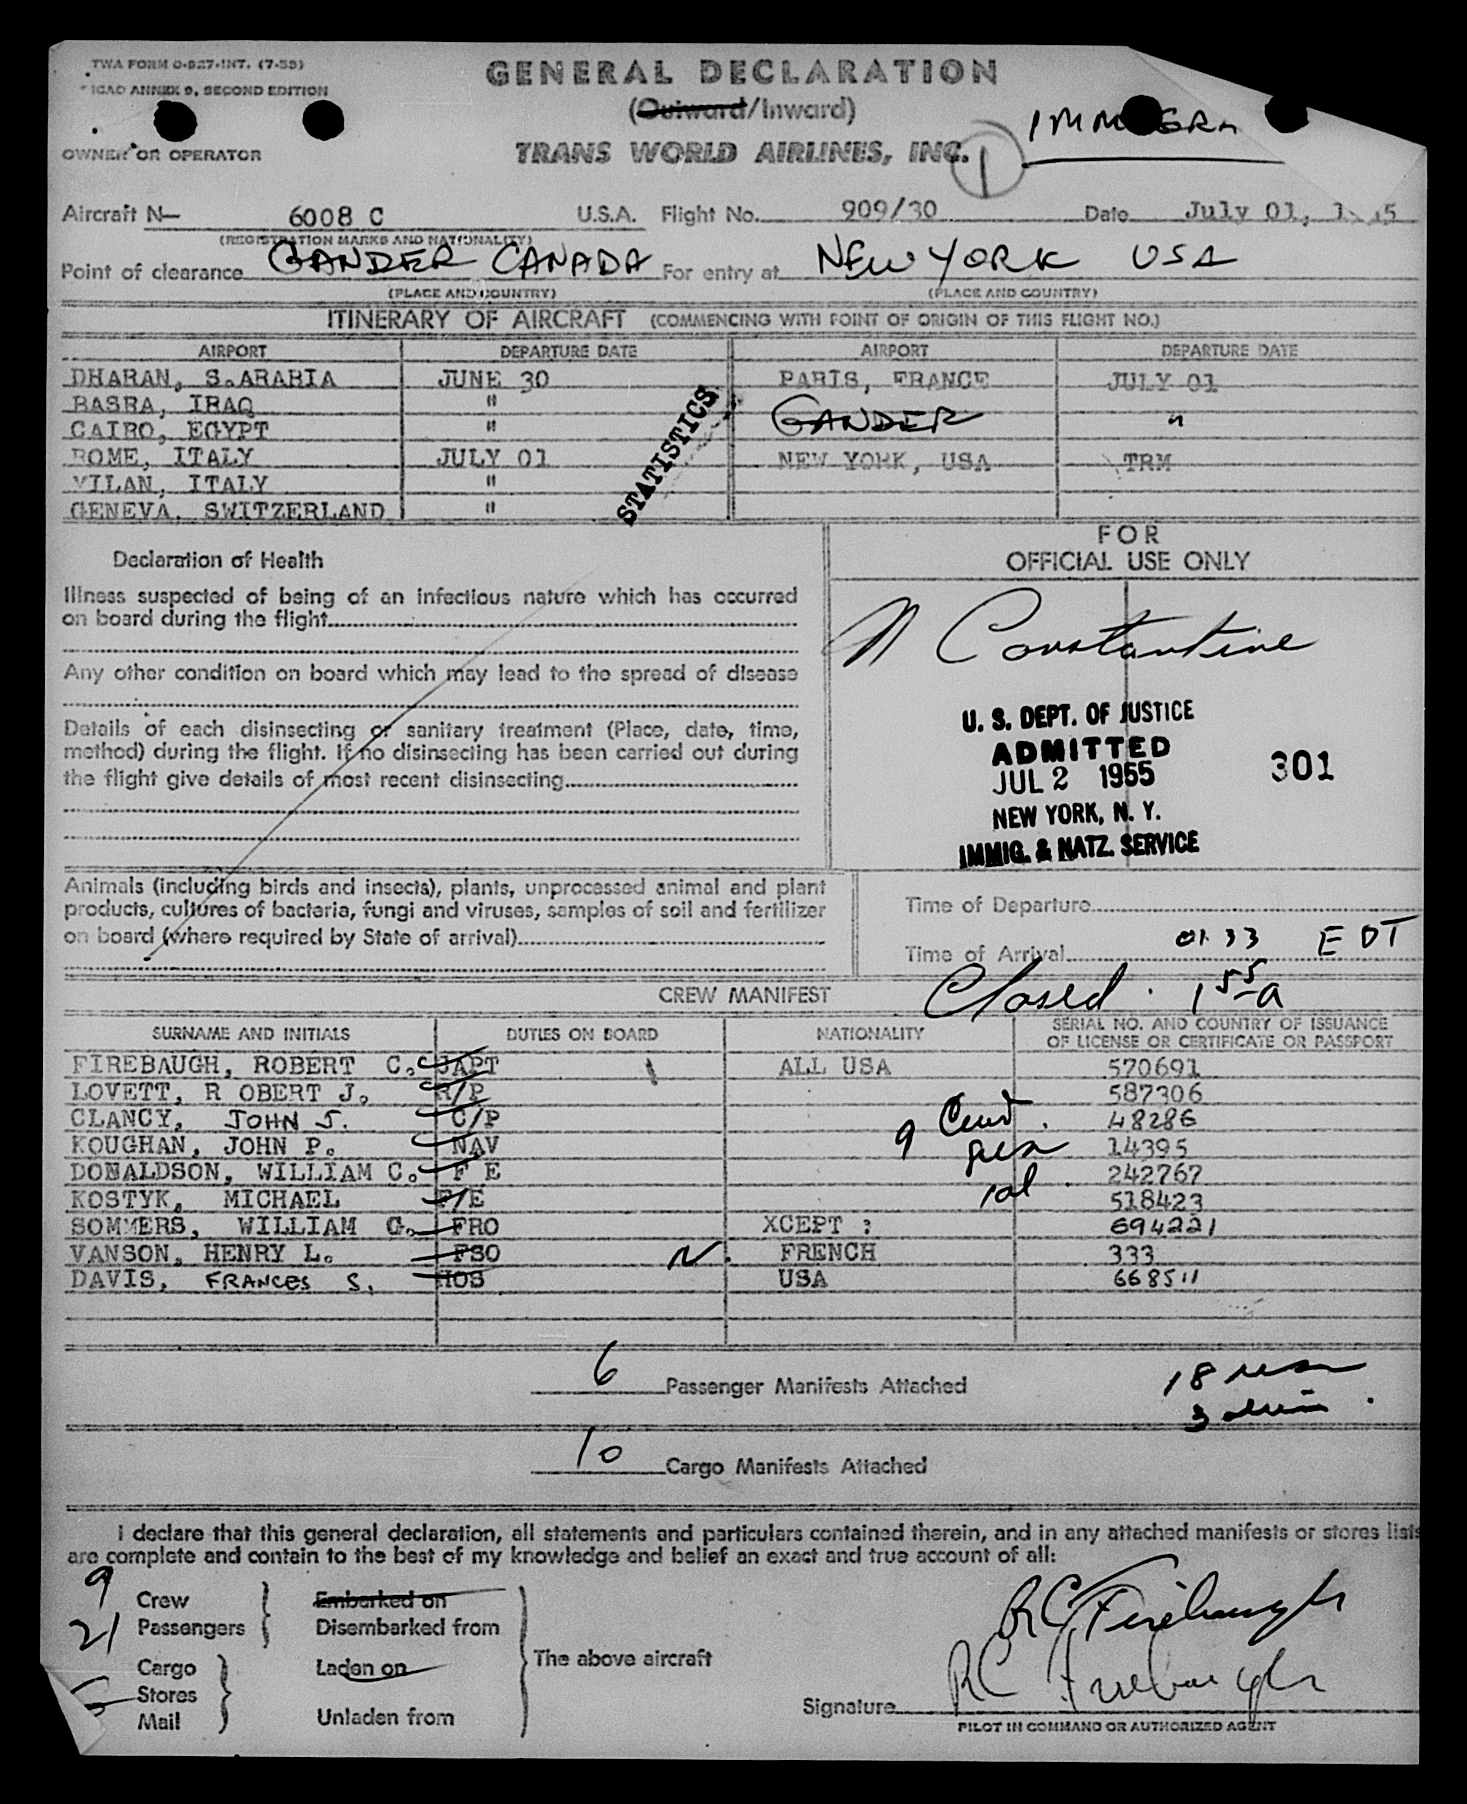 TWA FORM O-927-INT. (7-53)
ICAO ANNEX 9, SECOND EDITION
GENERAL DECLARATION
(Outward/Inward)
OWNER OR OPERATOR
TRANS WORLD AIRLINES, INC.
1
Aircraft N— 6008 C U.S.A. Flight No. 909/30 Date July 01,
(REGISTRATION MARKS AND NATIONALITY)
Point of clearance GANDER CANADA For entry at NEW YORK USA
(PLACE AND COUNTRY) (PLACE AND COUNTRY)
ITINERARY OF AIRCRAFT (COMMENCING WITH POINT OF ORIGIN OF THIS FLIGHT NO.)
AIRPORT DEPARTURE DATE AIRPORT DEPARTURE DATE
DHARAN, S.ARABIA JUNE 30 PARIS, FRANCE JULY 01
BASRA, IRAQ " GANDER "
CAIRO, EGYPT "
ROME, ITALY JULY 01 NEW YORK, USA TRM
MILAN, ITALY "
GENEVA, SWITZERLAND "
STATISTICS
FOR
OFFICIAL USE ONLY
Declaration of Health
Illness suspected of being of an infectious nature which has occurred
on board during the flight
N Constantine
Any other condition on board which may lead to the spread of disease
Details of each disinsecting or sanitary treatment (Place, date, time,
method) during the flight. If no disinsecting has been carried out during
the flight give details of most recent disinsecting
U. S. DEPT. OF JUSTICE
ADMITTED
JUL 2 1955 301
NEW YORK, N. Y.
IMMIG. & NATZ. SERVICE
Animals (including birds and insects), plants, unprocessed animal and plant
products, cultures of bacteria, fungi and viruses, samples of soil and fertilizer
on board (where required by State of arrival)
Time of Departure
Time of Arrival 01 33 EDT
Closed. 1 55 a
CREW MANIFEST
SURNAME AND INITIALS DUTIES ON BOARD NATIONALITY SERIAL NO. AND COUNTRY OF ISSUANCE
OF LICENSE OR CERTIFICATE OR PASSPORT
FIREBAUGH, ROBERT C. CAPT ALL USA 570691
LOVETT, R OBERT J. R/P 587306
CLANCY, JOHN J. C/P 48286
KOUGHAN, JOHN P. NAV 14395
DONALDSON, WILLIAM C. F E 242767
KOSTYK, MICHAEL F/E 518423
SOMMERS, WILLIAM G. FRO XCEPT : 694221
VANSON, HENRY L. FSO FRENCH 333
DAVIS, FRANCES S. HOS USA 668511
6 Passenger Manifests Attached
10 Cargo Manifests Attached
I declare that this general declaration, all statements and particulars contained therein, and in any attached manifests or stores lists
are complete and contain to the best of my knowledge and belief an exact and true account of all:
9 Crew Embarked on
21 Passengers Disembarked from
The above aircraft
Cargo Laden on
Stores
Mail Unladen from
RC Firebaugh
RC Firebaugh
Signature
PILOT IN COMMAND OR AUTHORIZED AGENT